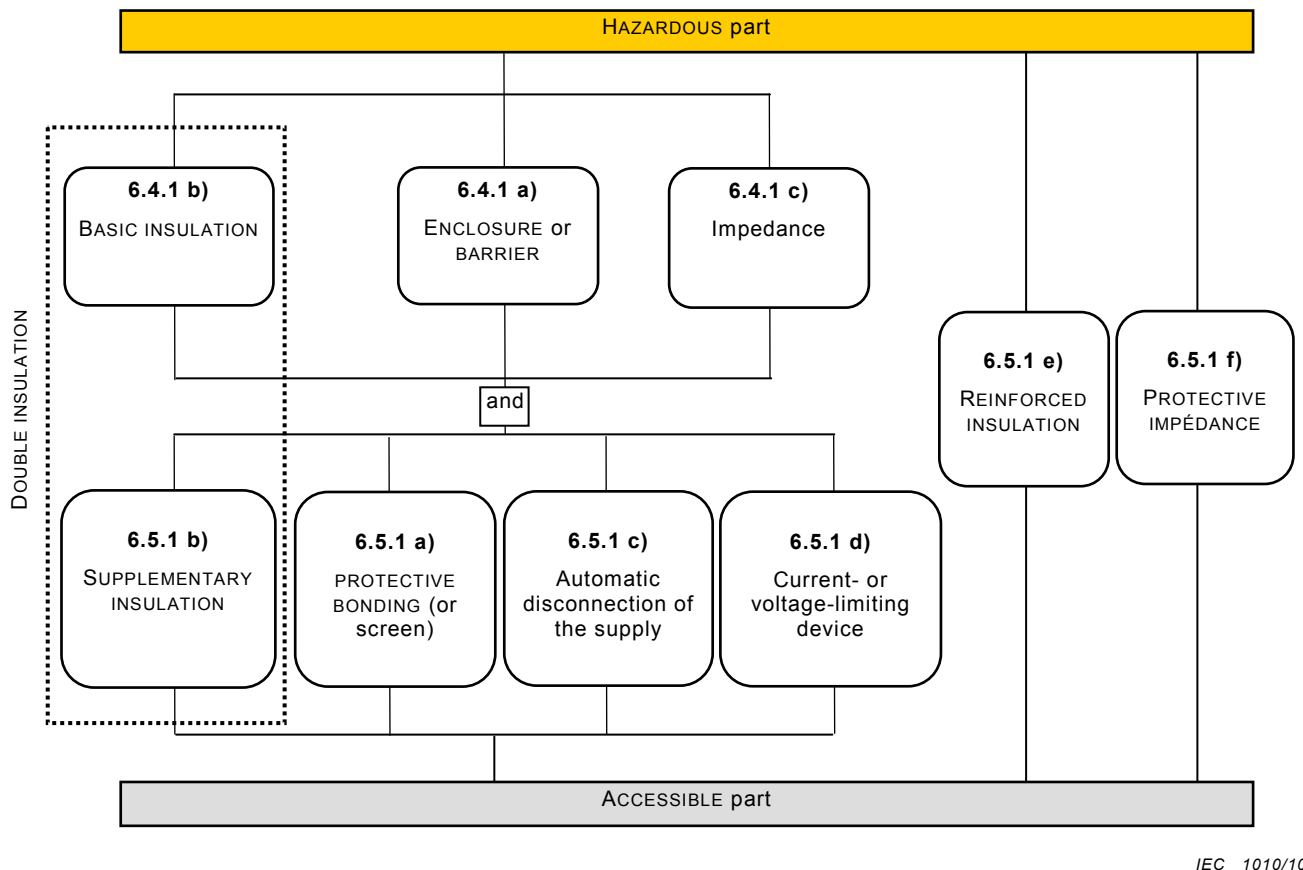 HAZARDOUS part
6.4.1 b)
BASIC INSULATION
6.4.1 a)
ENCLOSURE or
BARRIER
6.4.1 c)
Impedance
DOUBLE INSULATION
6.5.1 e)
REINFORCED
INSULATION
6.5.1 f)
PROTECTIVE
IMPÉDANCE
and
6.5.1 b)
SUPPLEMENTARY
INSULATION
6.5.1 a)
PROTECTIVE
BONDING (or
screen)
6.5.1 c)
Automatic
disconnection of
the supply
6.5.1 d)
Current- or
voltage-limiting
device
ACCESSIBLE part
IEC 1010/10